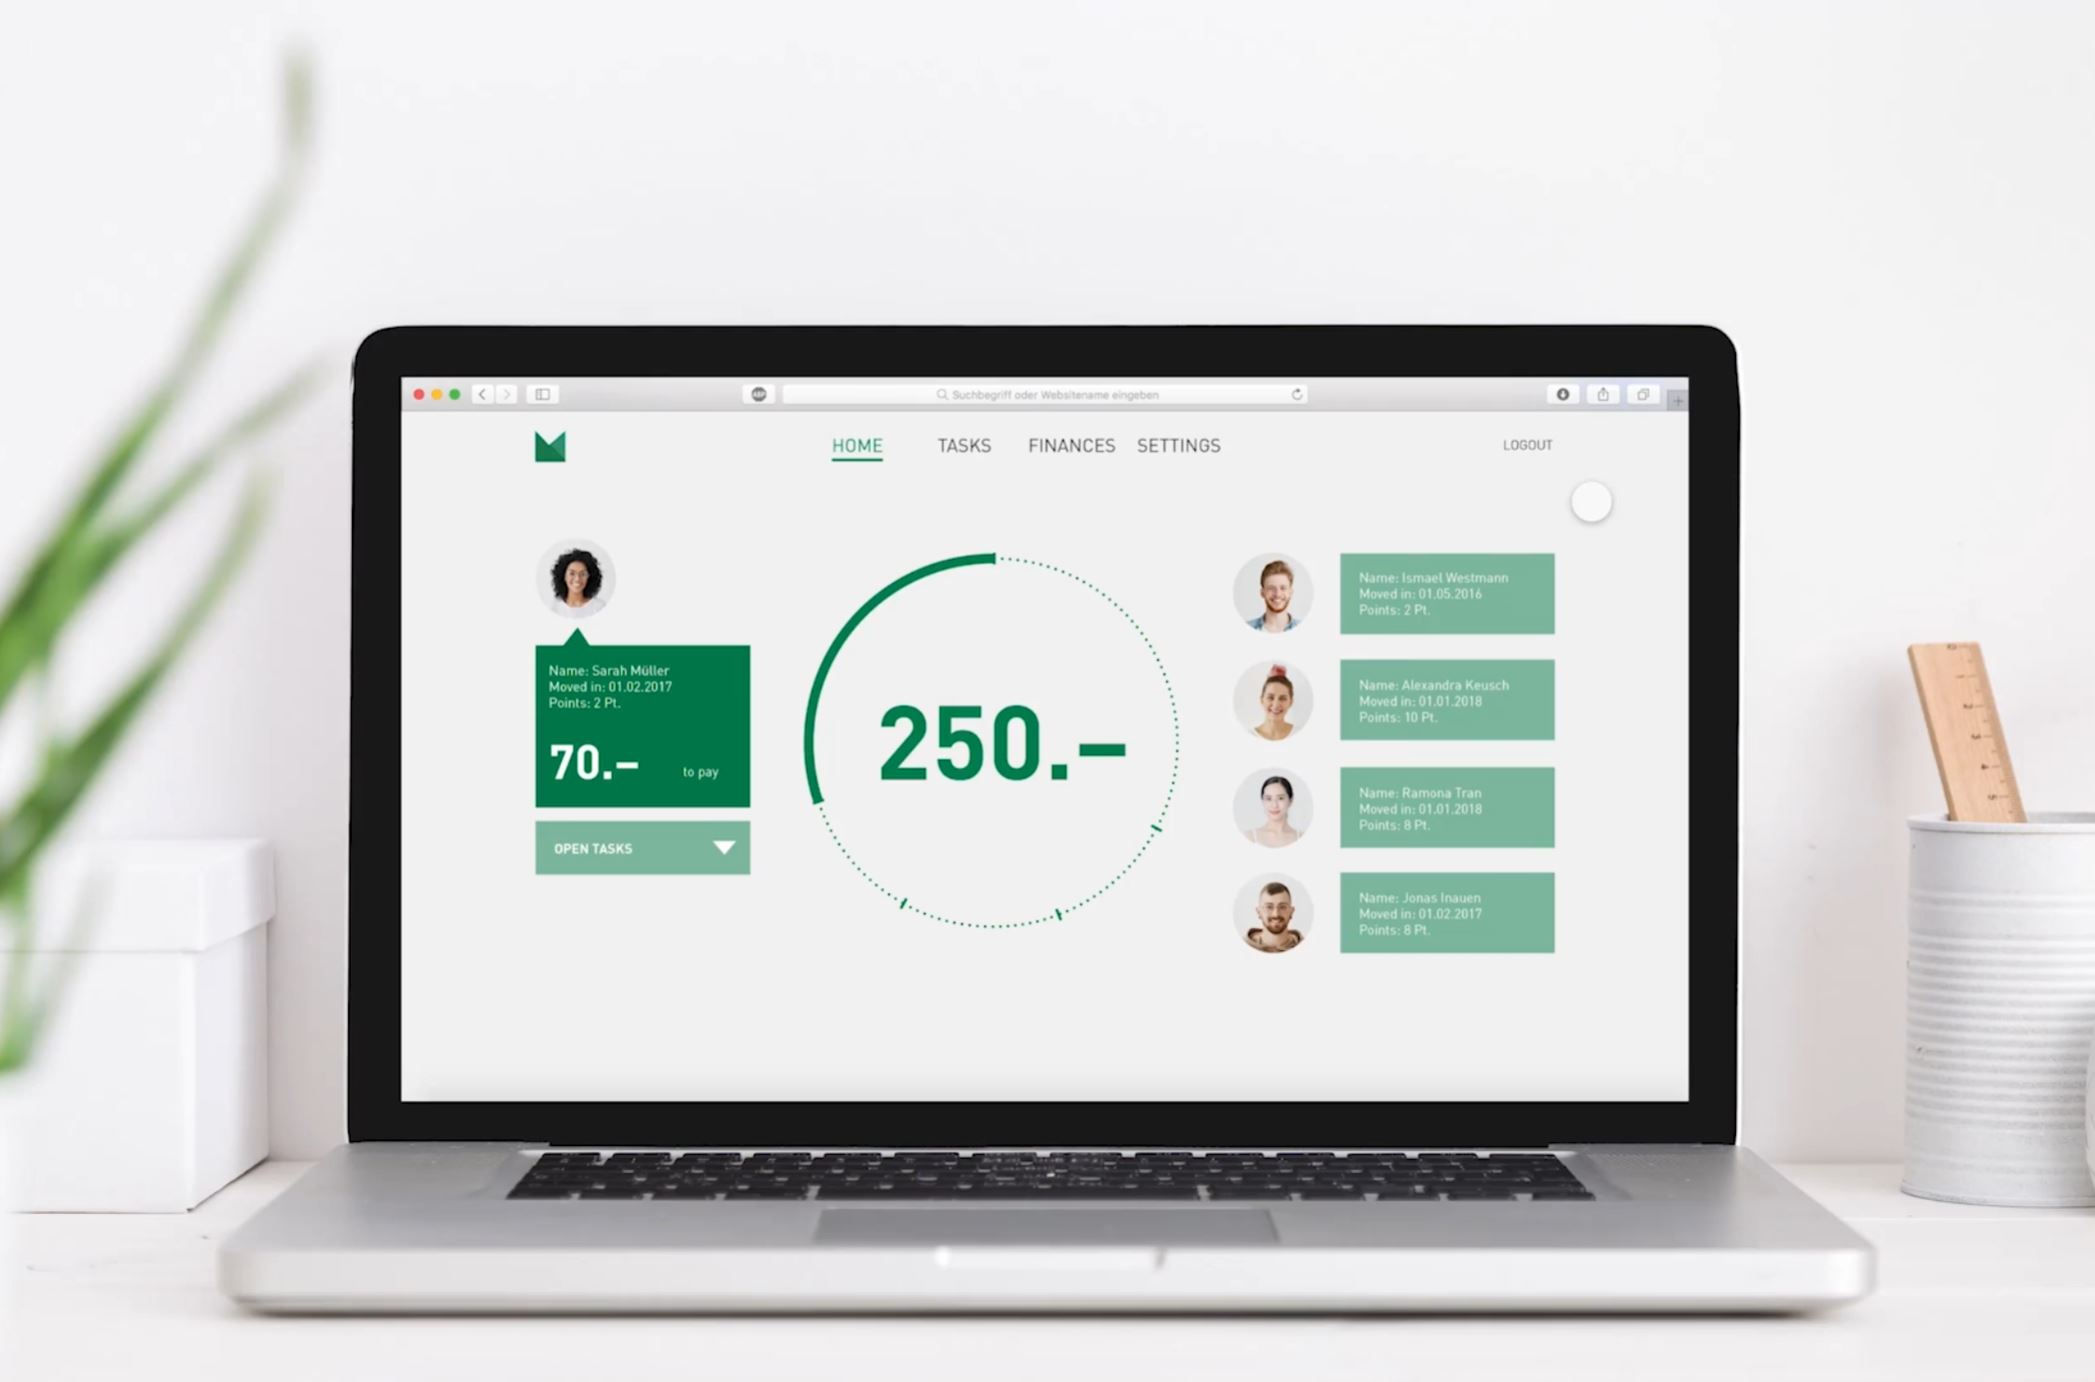 ABP
Suchbegriff oder Websitename eingeben
HOME
TASKS
FINANCES
SETTINGS
LOGOUT
Name: Sarah Müller
Moved in: 01.02.2017
Points: 2 Pt.
70.–
to pay
OPEN TASKS
250.–
Name: Ismael Westmann
Moved in: 01.05.2016
Points: 2 Pt.
Name: Alexandra Keusch
Moved in: 01.01.2018
Points: 10 Pt.
Name: Ramona Tran
Moved in: 01.01.2018
Points: 8 Pt.
Name: Jonas Inauen
Moved in: 01.02.2017
Points: 8 Pt.